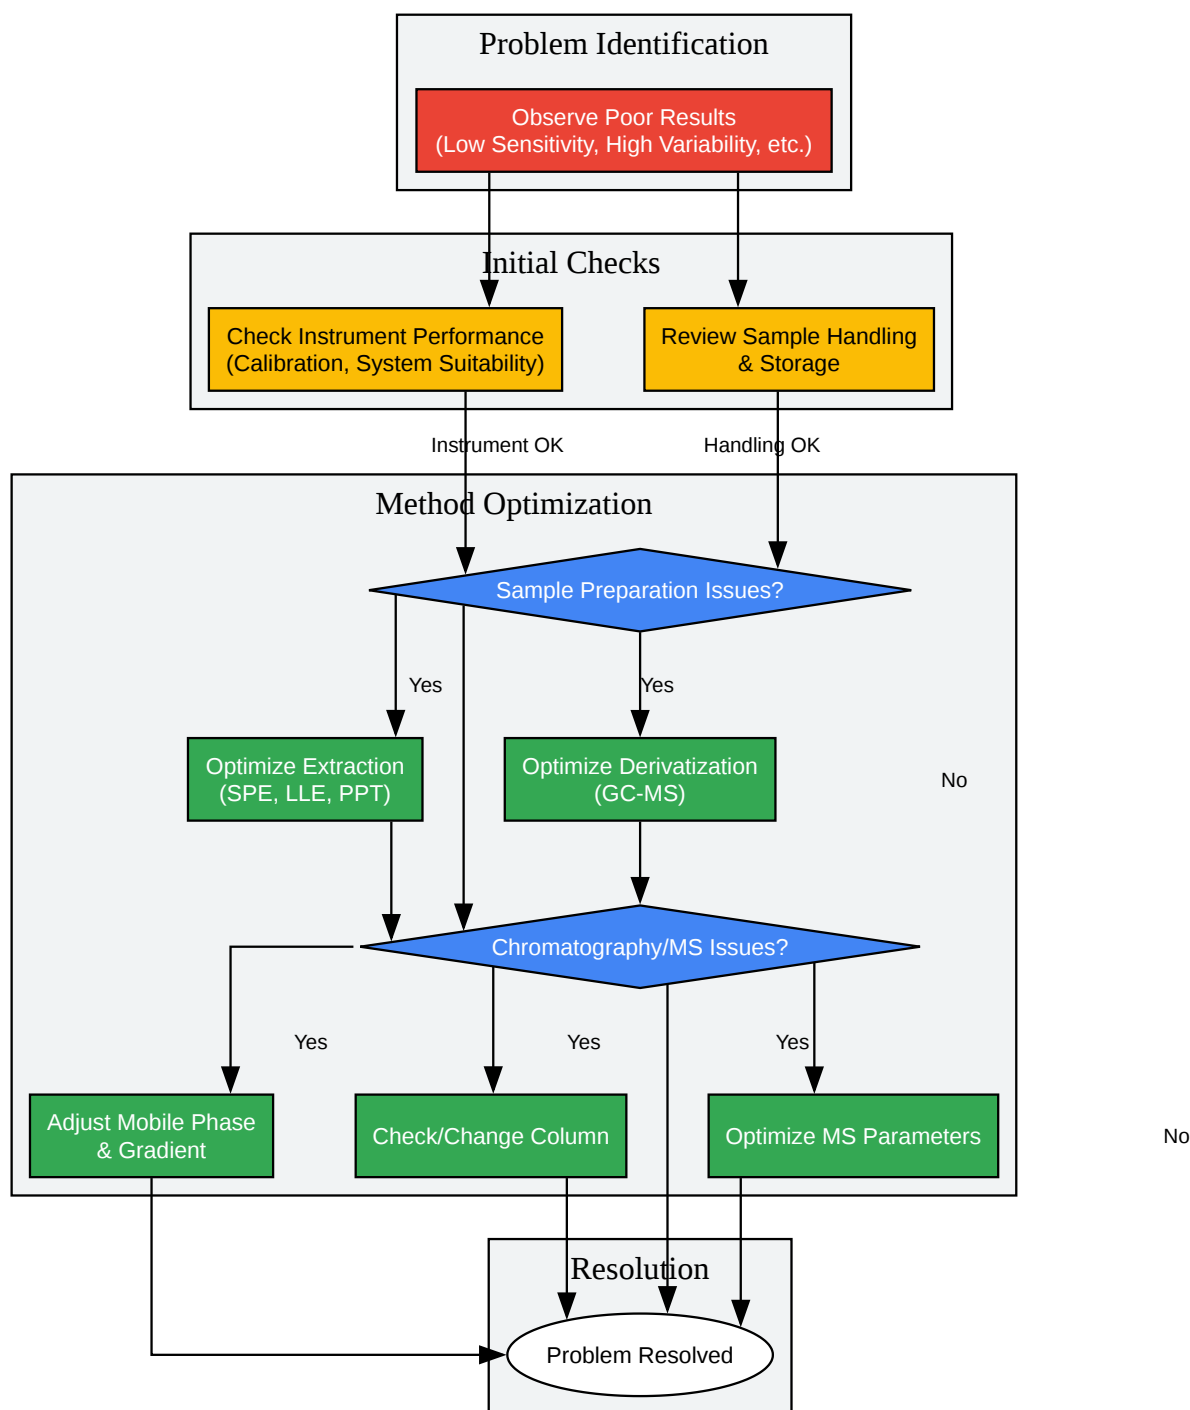 Problem Identification
Observe Poor Results
(Low Sensitivity, High Variability, etc.)
Initial Checks
Check Instrument Performance
(Calibration, System Suitability)
Review Sample Handling
& Storage
Instrument OK
Handling OK
Method Optimization
Sample Preparation Issues?
Yes
Yes
Optimize Extraction
(SPE, LLE, PPT)
Optimize Derivatization
(GC-MS)
No
Chromatography/MS Issues?
Yes
Yes
Yes
Adjust Mobile Phase
& Gradient
Check/Change Column
Optimize MS Parameters
No
Resolution
Problem Resolved